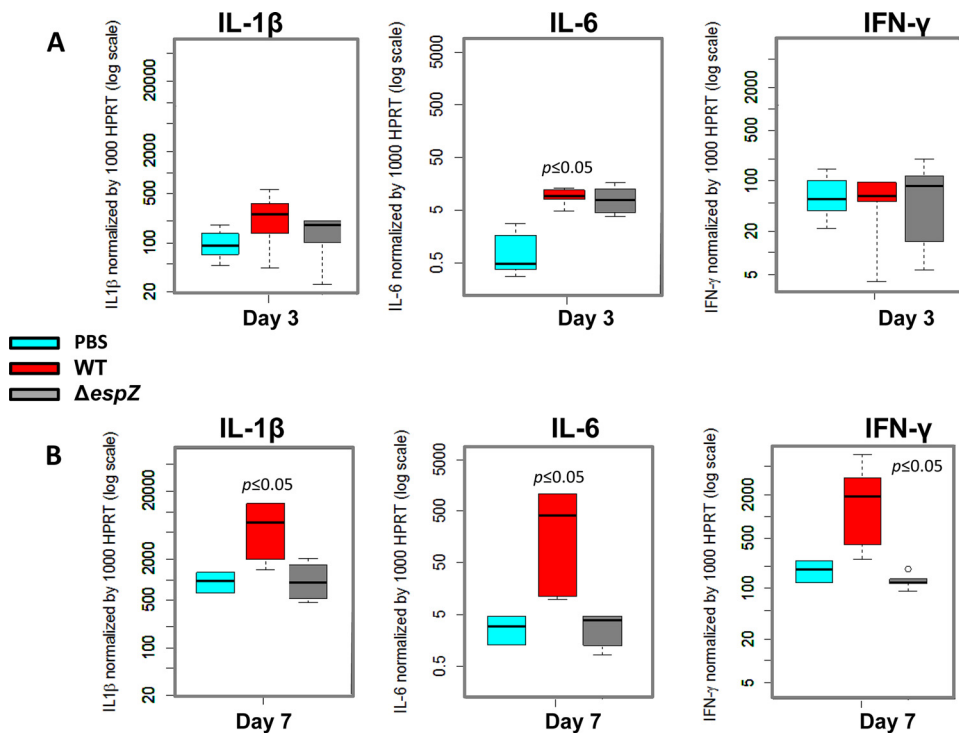 A
IL-1β
IL1β normalized by 1000 HPRT (log scale)
20000
2000
500
100
20
Day 3
IL-6
IL-6 normalized by 1000 HPRT (log scale)
5000
500
50
5
0.5
p≤0.05
Day 3
IFN-γ
IFN-γ normalized by 1000 HPRT (log scale)
2000
500
100
20
5
Day 3
PBS
WT
ΔespZ
B
IL-1β
IL1β normalized by 1000 HPRT (log scale)
20000
2000
500
100
20
p≤0.05
Day 7
IL-6
IL-6 normalized by 1000 HPRT (log scale)
5000
500
50
5
0.5
p≤0.05
Day 7
IFN-γ
IFN-γ normalized by 1000 HPRT (log scale)
2000
500
100
20
5
p≤0.05
Day 7